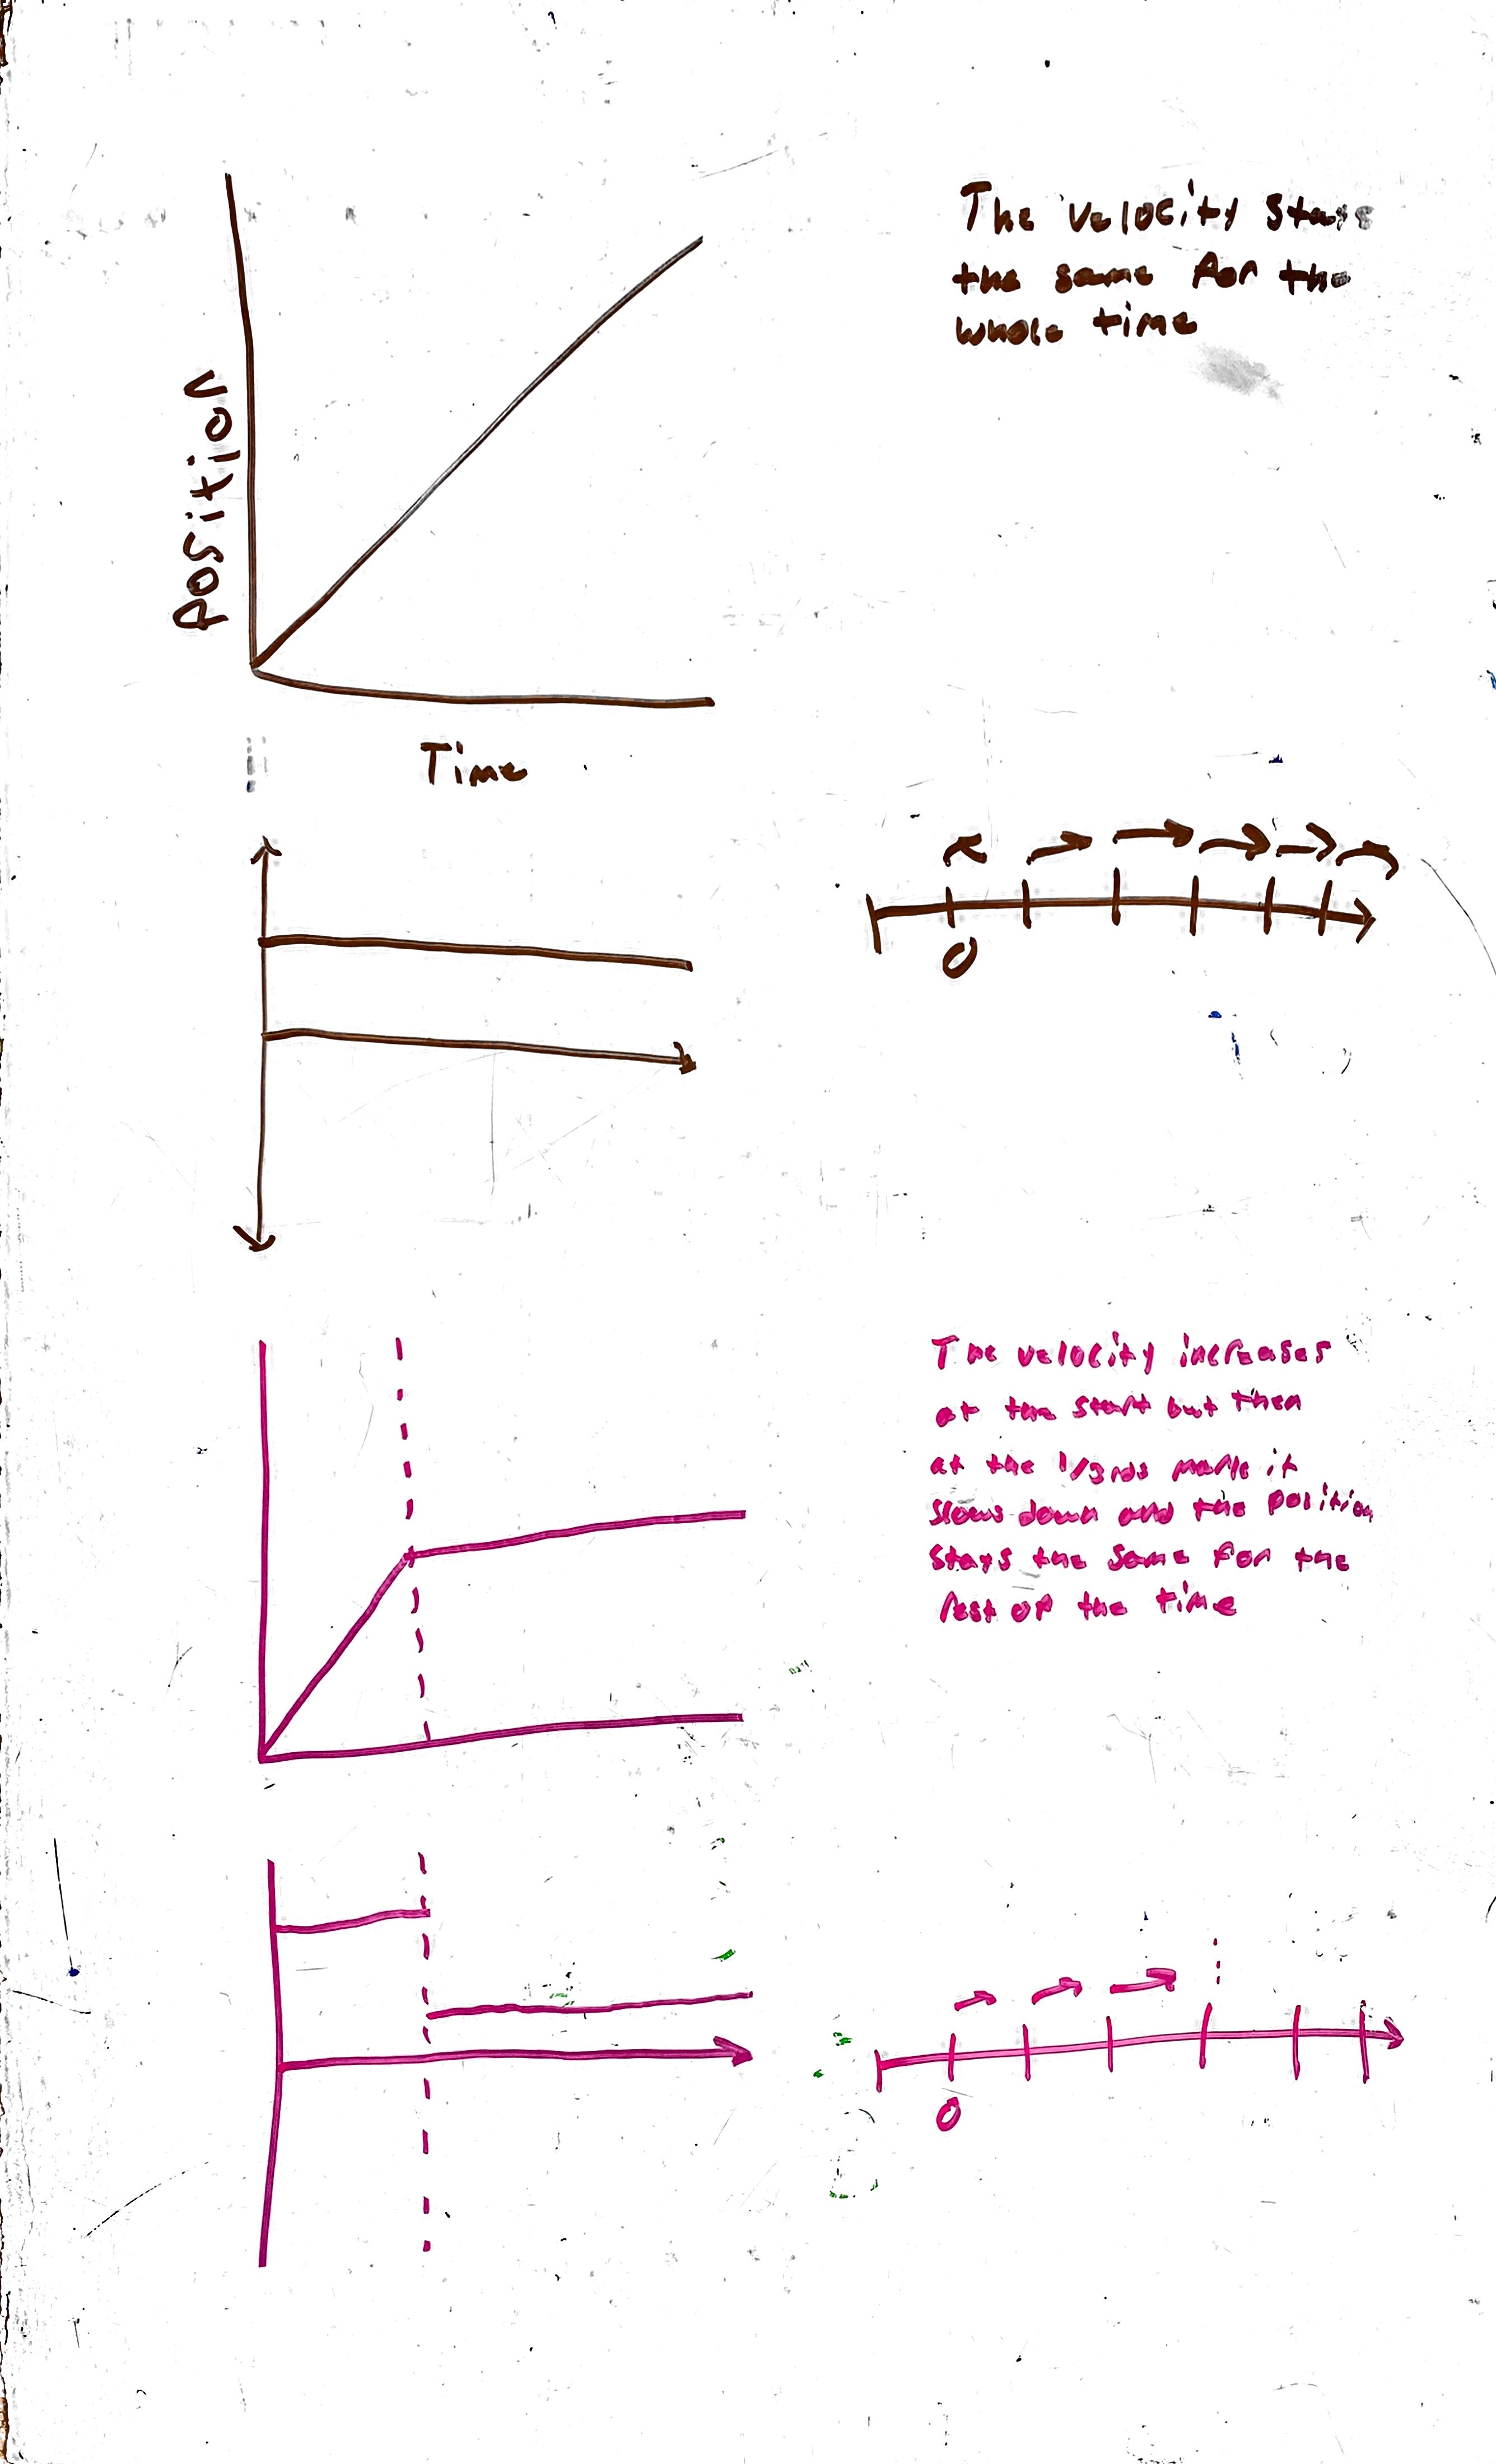 The velocity stays
the same for the
whole time
Position
Time
0
The velocity increases
at the start but then
at the 1/3rds mark it
slows down and the position
stays the same for the
rest of the time
0